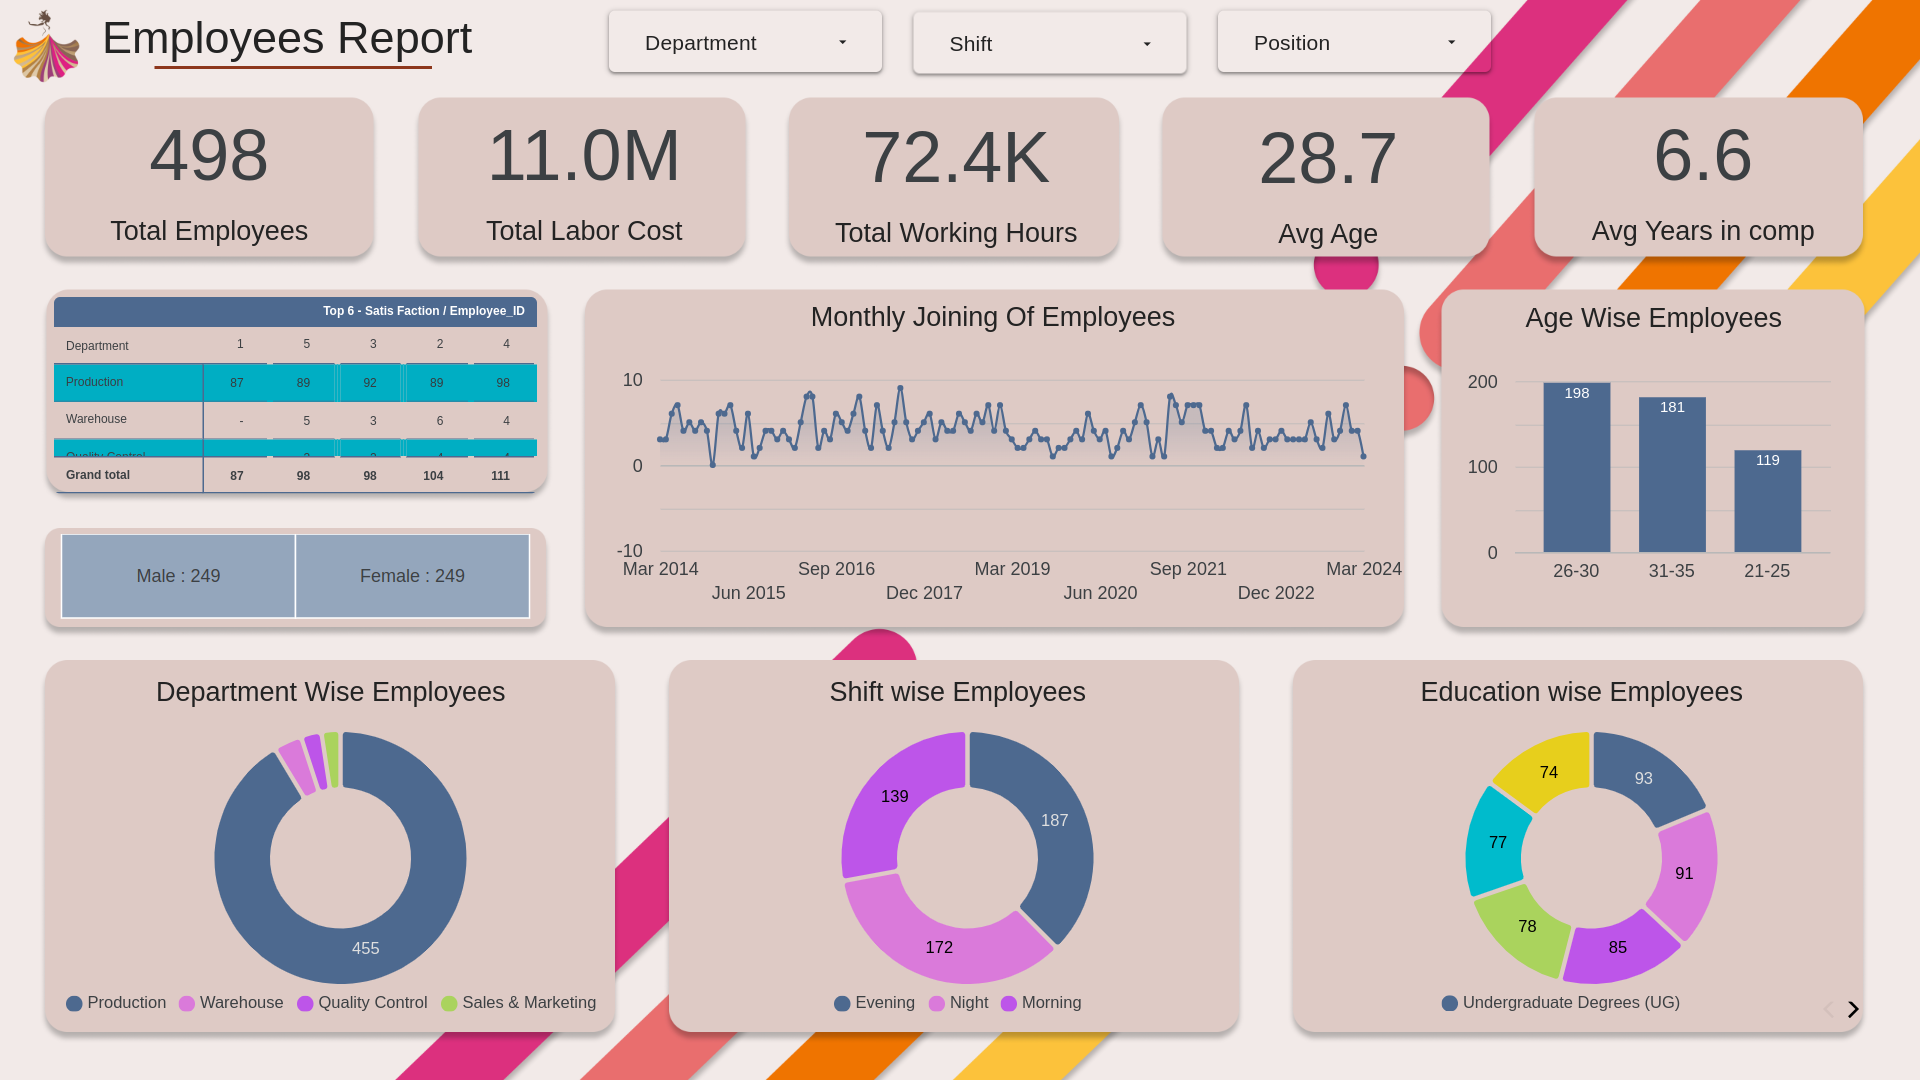 Employees Report
Department
Shift
Position
498
Total Employees
11.0M
Total Labor Cost
72.4K
Total Working Hours
28.7
Avg Age
6.6
Avg Years in comp
Top 6 - Satis Faction / Employee_ID
Department 1 5 3 2 4
Production 87 89 92 89 98
Warehouse - 5 3 6 4
Quality Control
Grand total 87 98 98 104 111
Male : 249
Female : 249
Monthly Joining Of Employees
10
0
-10
Mar 2014 Sep 2016 Mar 2019 Sep 2021 Mar 2024
Jun 2015 Dec 2017 Jun 2020 Dec 2022
Age Wise Employees
200
100
0
198
181
119
26-30 31-35 21-25
Department Wise Employees
455
Production Warehouse Quality Control Sales & Marketing
Shift wise Employees
139
187
172
Evening Night Morning
Education wise Employees
74
93
77
91
78
85
Undergraduate Degrees (UG)